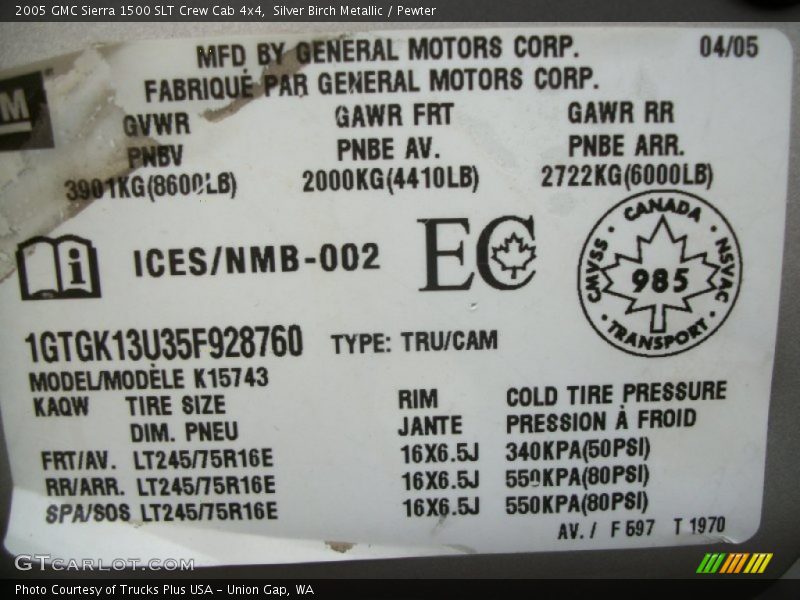 2005 GMC Sierra 1500 SLT Crew Cab 4x4, Silver Birch Metallic / Pewter
MFD BY GENERAL MOTORS CORP. 04/05
FABRIQUÉ PAR GENERAL MOTORS CORP.
M
GVWR GAWR FRT GAWR RR
PNBV PNBE AV. PNBE ARR.
3901KG(8600LB) 2000KG(4410LB) 2722KG(6000LB)
i ICES/NMB-002 EC
CANADA
CMVSS 985 NSVAC
TRANSPORT
1GTGK13U35F928760 TYPE: TRU/CAM
MODEL/MODÈLE K15743
KAQW TIRE SIZE RIM COLD TIRE PRESSURE
DIM. PNEU JANTE PRESSION À FROID
FRT/AV. LT245/75R16E 16X6.5J 340KPA(50PSI)
RR/ARR. LT245/75R16E 16X6.5J 550KPA(80PSI)
SPA/SOS LT245/75R16E 16X6.5J 550KPA(80PSI)
AV. / F597 T 1970
GTcarlot.com
Photo Courtesy of Trucks Plus USA – Union Gap, WA